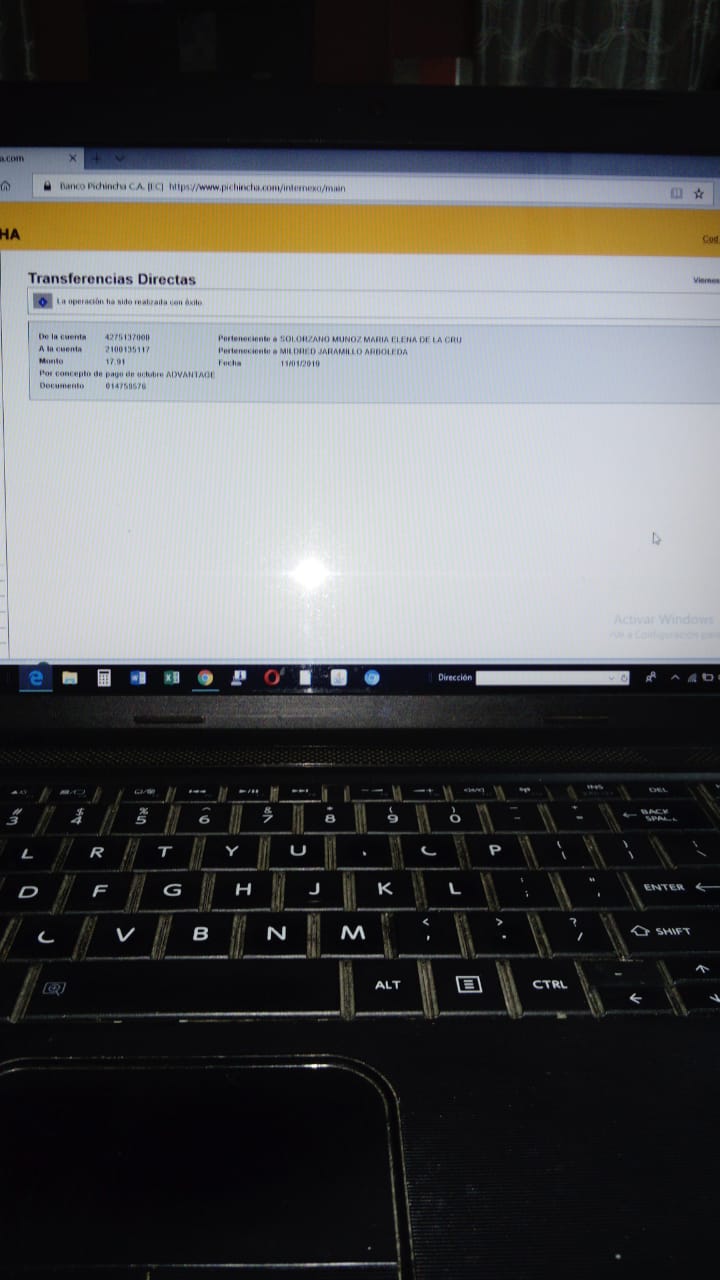 a.com
Banco Pichincha C.A. [EC] https://www.pichincha.com/internexo/main
HA
Cod
Transferencias Directas
Viernes
La operación ha sido realizada con éxito.
De la cuenta 4275137000 Perteneciente a SOLORZANO MUNOZ MARIA ELENA DE LA CRU
A la cuenta 2100135117 Perteneciente a MILDRED JARAMILLO ARBOLEDA
Monto 17.91 Fecha 11/01/2019
Por concepto de pago de octubre ADVANTAGE
Documento 014759576
Activar Windows
Ve a Configuración para
Dirección
INS DEL
# 3 $ 4 % 5 ^ 6 & 7 * 8 ( 9 ) 0 - = BACK
R T Y U P
D F G H J K L : ; " ' ENTER
V B N M < , > . ? / SHIFT
ALT CTRL